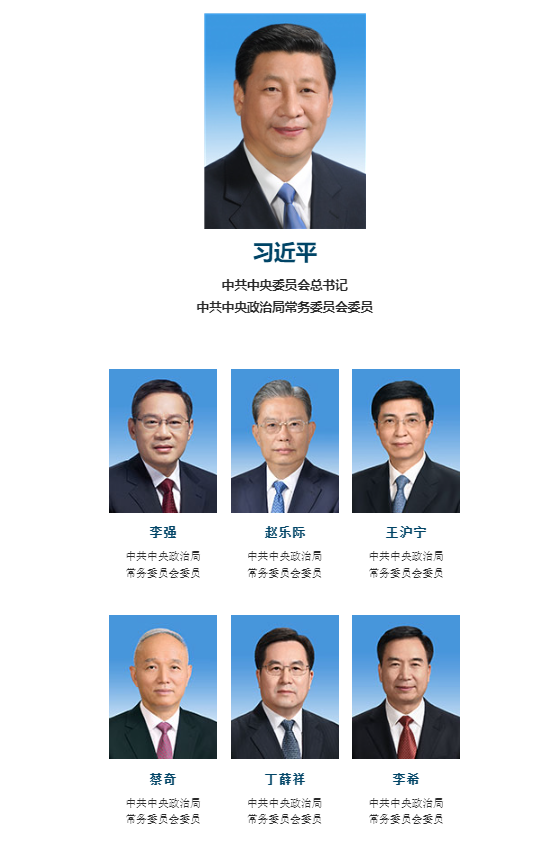 习近平
中共中央委员会总书记
中共中央政治局常务委员会委员
李强
赵乐际
王沪宁
中共中央政治局
中共中央政治局
中共中央政治局
常务委员会委员
常务委员会委员
常务委员会委员
蔡奇
丁薛祥
李希
中共中央政治局
中共中央政治局
中共中央政治局
常务委员会委员
常务委员会委员
常务委员会委员